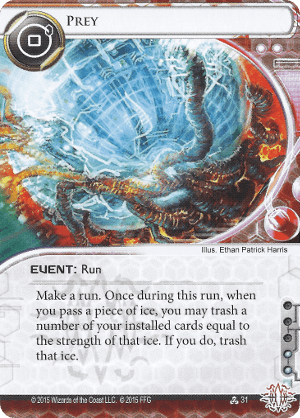 PREY
0
Illus. Ethan Patrick Harris
EVENT: Run
Make a run. Once during this run, when
you pass a piece of ice, you may trash a
number of your installed cards equal to
the strength of that ice. If you do, trash
that ice.
© 2015 Wizards of the Coast LLC. © 2015 FFG
31